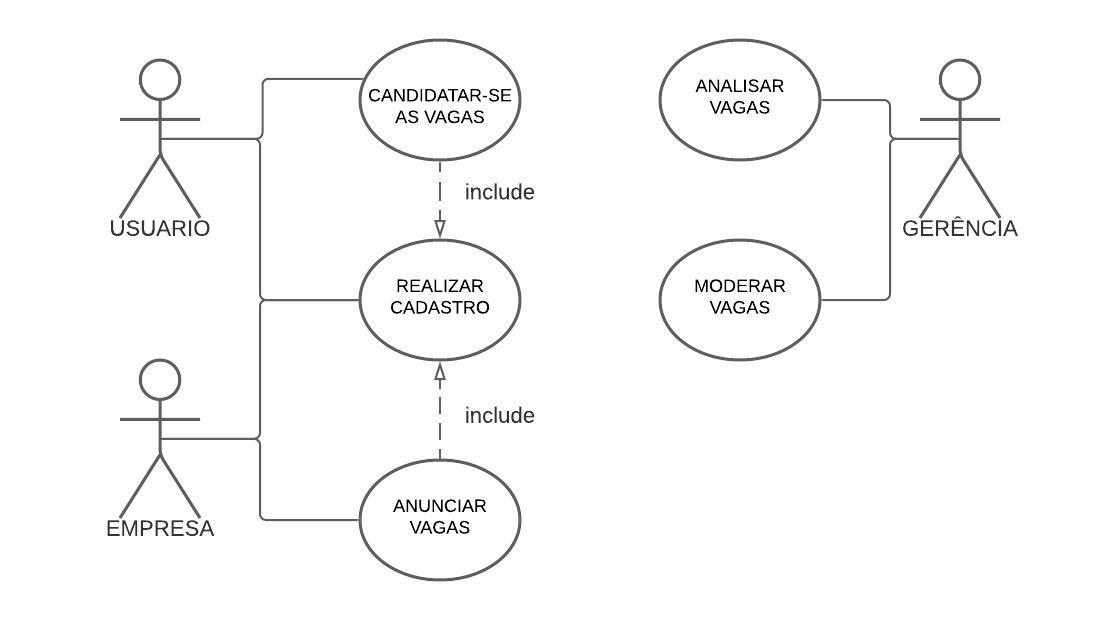 CANDIDATAR-SE
AS VAGAS
include
USUARIO
REALIZAR
CADASTRO
include
EMPRESA
ANUNCIAR
VAGAS
ANALISAR
VAGAS
GERÊNCIA
MODERAR
VAGAS